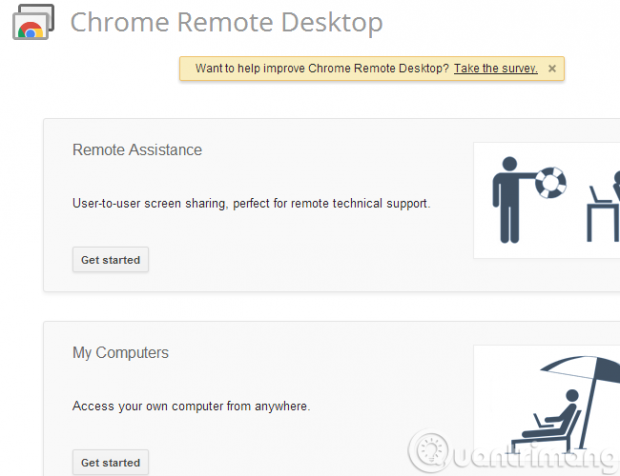 Chrome Remote Desktop
Want to help improve Chrome Remote Desktop? Take the survey. ×
Remote Assistance
User-to-user screen sharing, perfect for remote technical support.
Get started
My Computers
Access your own computer from anywhere.
Get started
Quantrimang